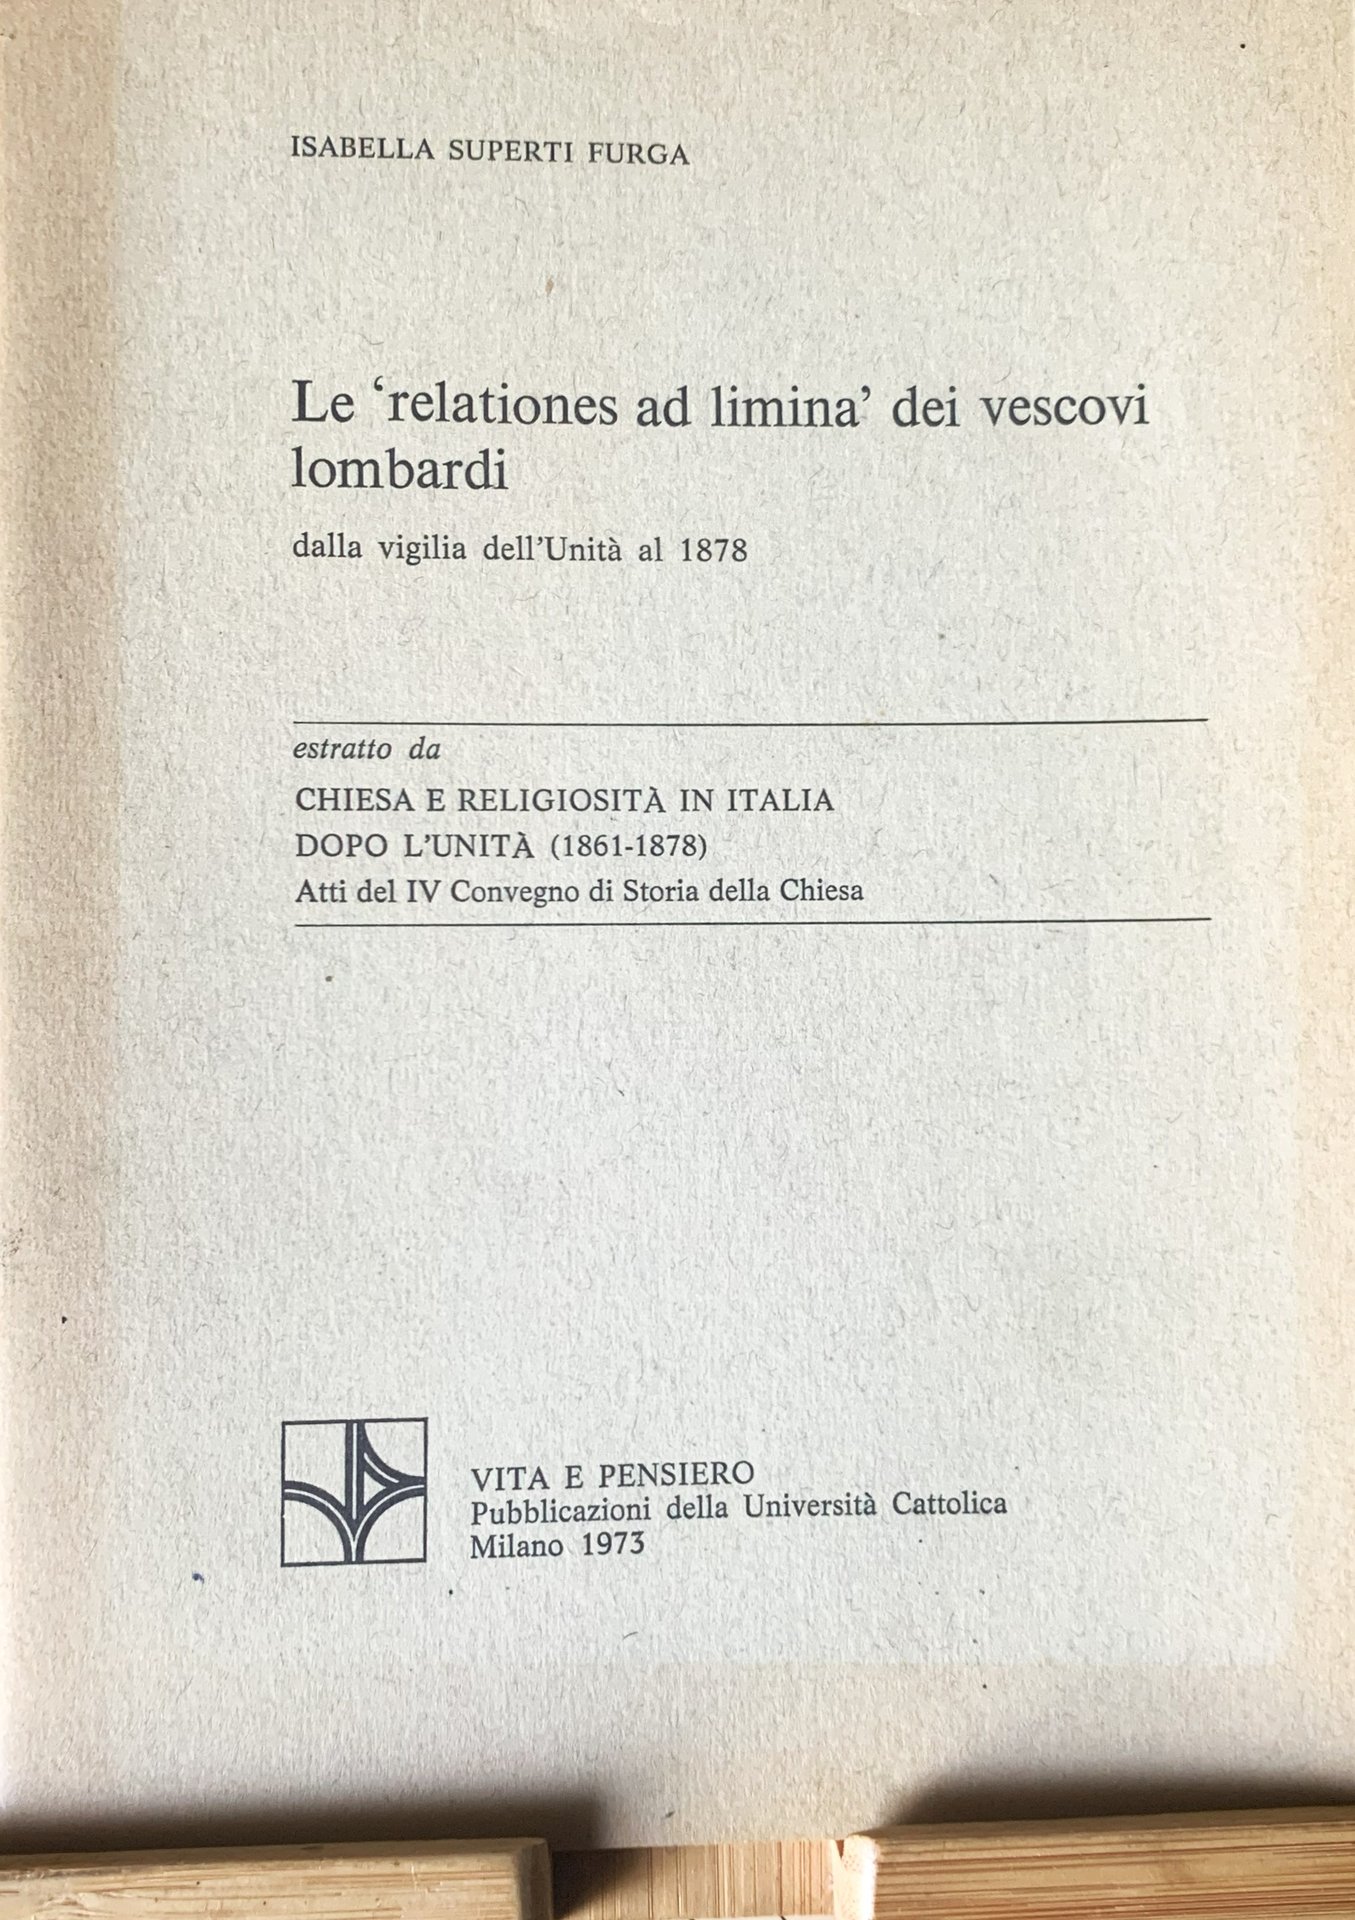 ISABELLA SUPERTI FURGA
Le ‘relationes ad limina’ dei vescovi
lombardi
dalla vigilia dell’Unità al 1878
estratto da
CHIESA E RELIGIOSITÀ IN ITALIA
DOPO L’UNITÀ (1861-1878)
Atti del IV Convegno di Storia della Chiesa
VITA E PENSIERO
Pubblicazioni della Università Cattolica
Milano 1973